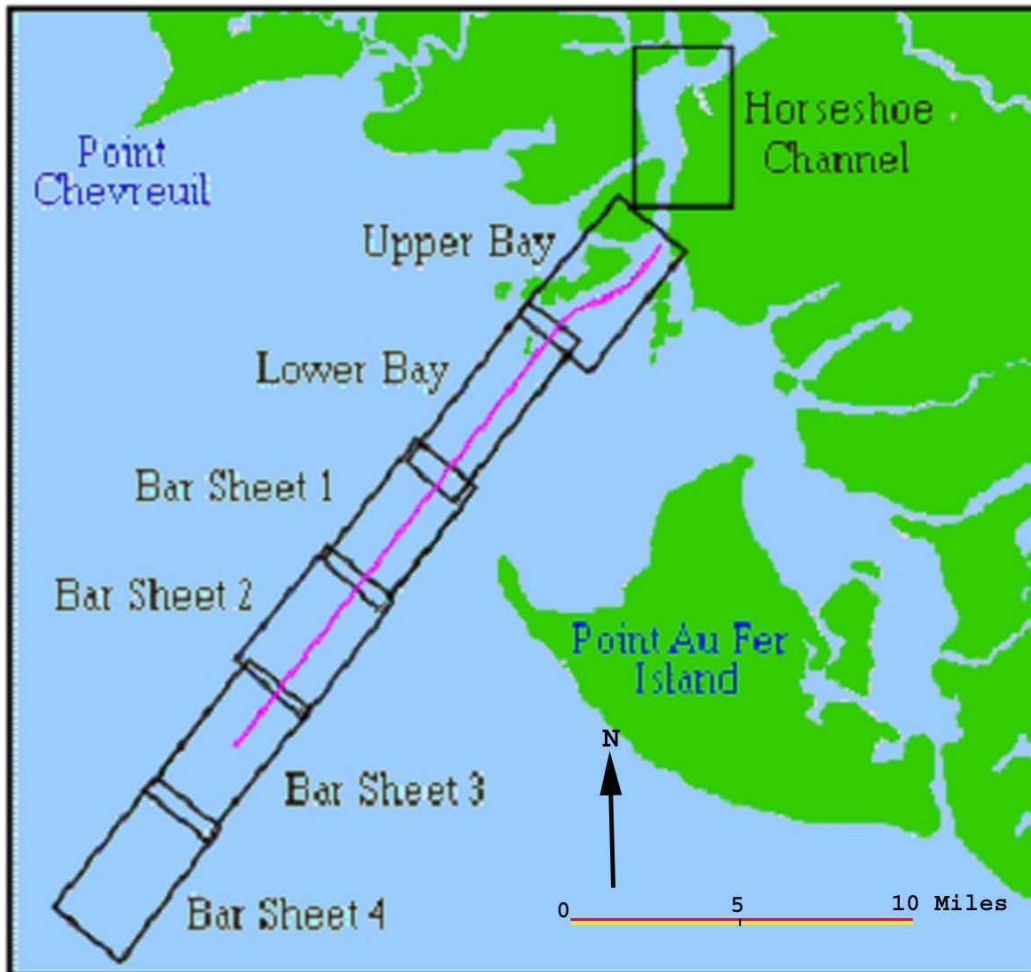 Horseshoe
Channel
Point
Chevreuil
Upper Bay
Lower Bay
Bar Sheet 1
Bar Sheet 2
Point Au Fer
Island
N
Bar Sheet 3
Bar Sheet 4
0 5 10 Miles